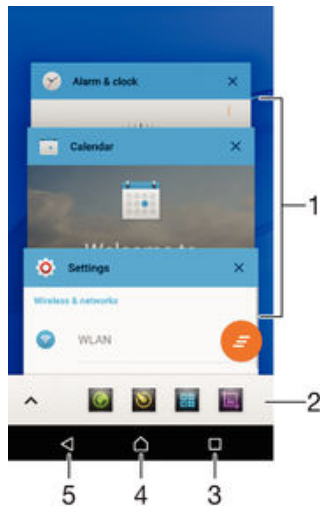 Alarm & clock
Calendar
Welcome to
Settings
Wireless & networks
WLAN
1
2
5
4
3